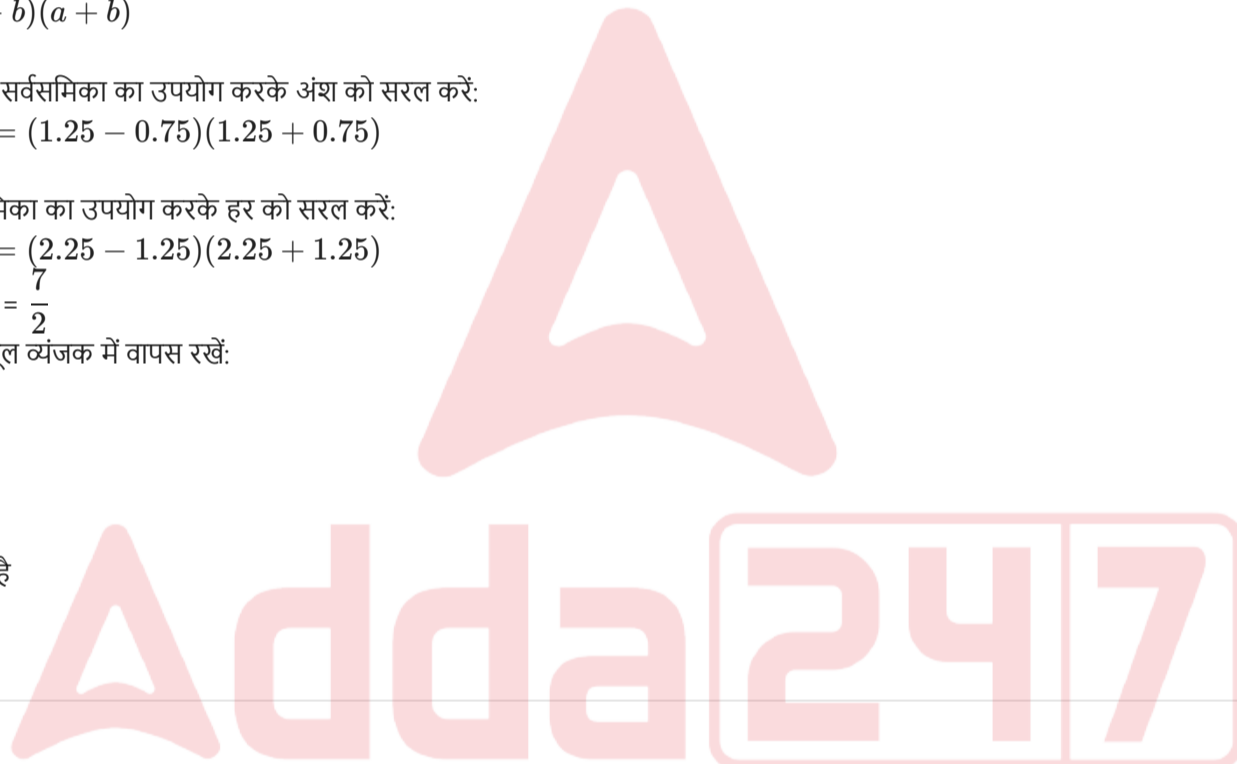 b)(a + b)
सर्वसमिका का उपयोग करके अंश को सरल करें:
= (1.25 − 0.75)(1.25 + 0.75)
का उपयोग करके हर को सरल करें:
= (2.25 − 1.25)(2.25 + 1.25)
= 7/2
व्यंजक में वापस रखें:
है
Adda247